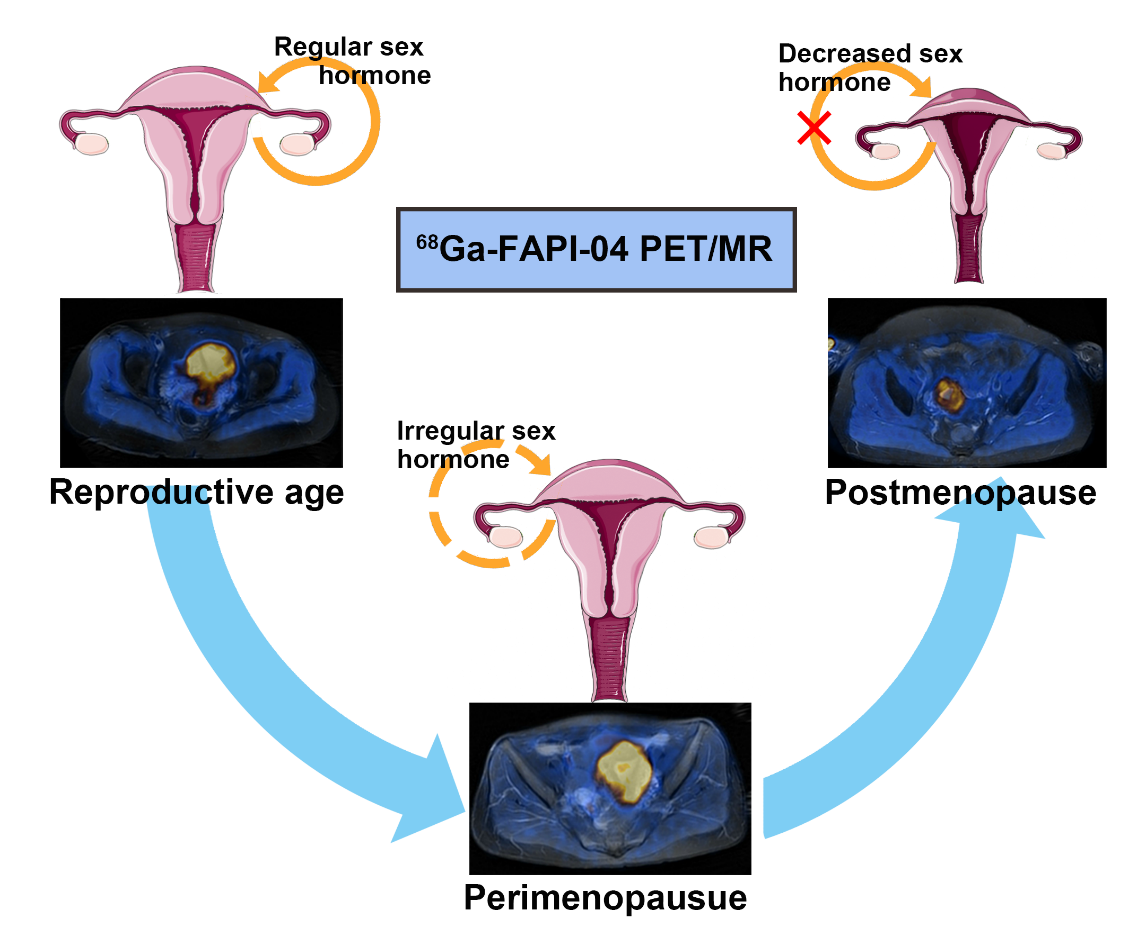 Regular sex
hormone
Decreased sex
hormone
⁶⁸Ga-FAPI-04 PET/MR
Reproductive age
Postmenopause
Irregular sex
hormone
Perimenopausue